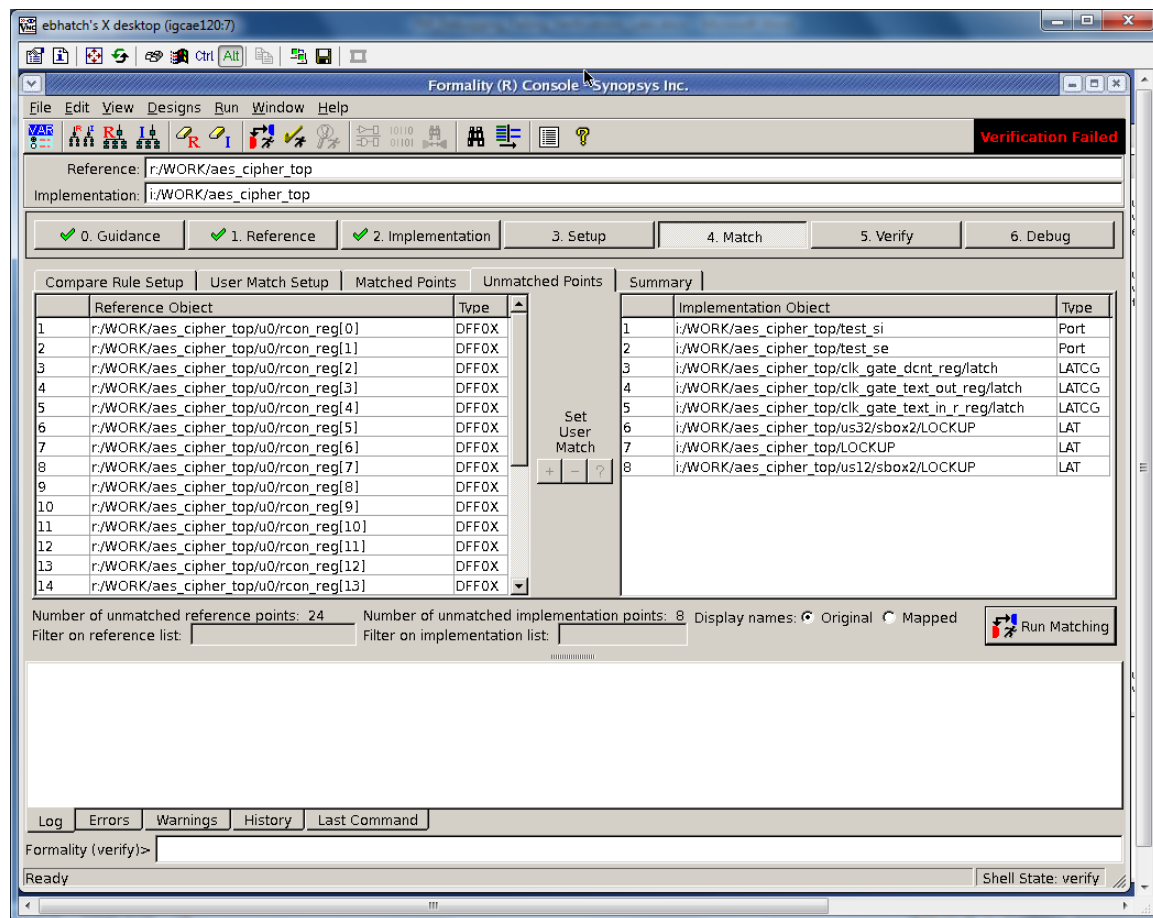 ebhatch's X desktop (igcae120:7)
Ctrl Alt
Formality (R) Console - Synopsys Inc.
File Edit View Designs Run Window Help
Verification Failed
Reference: r:/WORK/aes_cipher_top
Implementation: i:/WORK/aes_cipher_top
0. Guidance 1. Reference 2. Implementation 3. Setup 4. Match 5. Verify 6. Debug
Compare Rule Setup User Match Setup Matched Points Unmatched Points Summary
Reference Object Type
1 r:/WORK/aes_cipher_top/u0/rcon_reg[0] DFF0X
2 r:/WORK/aes_cipher_top/u0/rcon_reg[1] DFF0X
3 r:/WORK/aes_cipher_top/u0/rcon_reg[2] DFF0X
4 r:/WORK/aes_cipher_top/u0/rcon_reg[3] DFF0X
5 r:/WORK/aes_cipher_top/u0/rcon_reg[4] DFF0X
6 r:/WORK/aes_cipher_top/u0/rcon_reg[5] DFF0X
7 r:/WORK/aes_cipher_top/u0/rcon_reg[6] DFF0X
8 r:/WORK/aes_cipher_top/u0/rcon_reg[7] DFF0X
9 r:/WORK/aes_cipher_top/u0/rcon_reg[8] DFF0X
10 r:/WORK/aes_cipher_top/u0/rcon_reg[9] DFF0X
11 r:/WORK/aes_cipher_top/u0/rcon_reg[10] DFF0X
12 r:/WORK/aes_cipher_top/u0/rcon_reg[11] DFF0X
13 r:/WORK/aes_cipher_top/u0/rcon_reg[12] DFF0X
14 r:/WORK/aes_cipher_top/u0/rcon_reg[13] DFF0X
Set
User
Match
+ - ?
Implementation Object Type
1 i:/WORK/aes_cipher_top/test_si Port
2 i:/WORK/aes_cipher_top/test_se Port
3 i:/WORK/aes_cipher_top/clk_gate_dcnt_reg/latch LATCG
4 i:/WORK/aes_cipher_top/clk_gate_text_out_reg/latch LATCG
5 i:/WORK/aes_cipher_top/clk_gate_text_in_r_reg/latch LATCG
6 i:/WORK/aes_cipher_top/us32/sbox2/LOCKUP LAT
7 i:/WORK/aes_cipher_top/LOCKUP LAT
8 i:/WORK/aes_cipher_top/us12/sbox2/LOCKUP LAT
Number of unmatched reference points: 24 Number of unmatched implementation points: 8 Display names: Original Mapped
Filter on reference list: Filter on implementation list:
Run Matching
Log Errors Warnings History Last Command
Formality (verify)>
Ready Shell State: verify